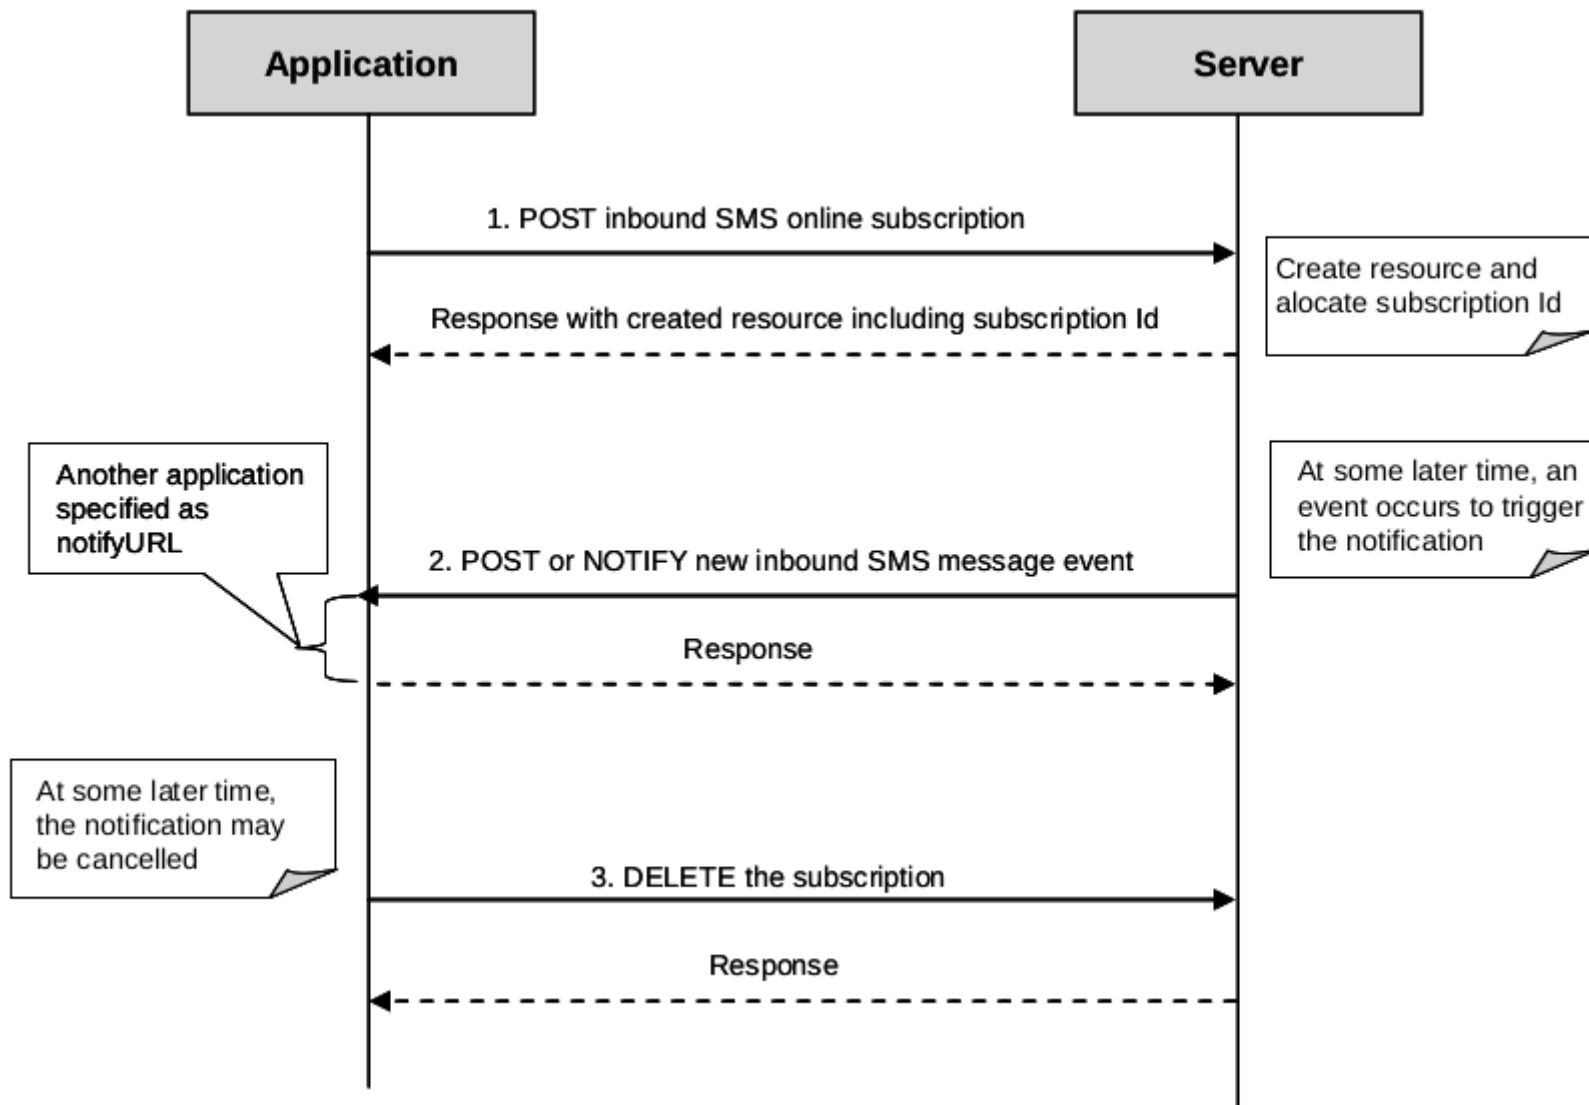 Application
Server
1. POST inbound SMS online subscription
Create resource and
alocate subscription Id
Response with created resource including subscription Id
Another application
specified as
notifyURL
At some later time, an
event occurs to trigger
the notification
2. POST or NOTIFY new inbound SMS message event
Response
At some later time,
the notification may
be cancelled
3. DELETE the subscription
Response